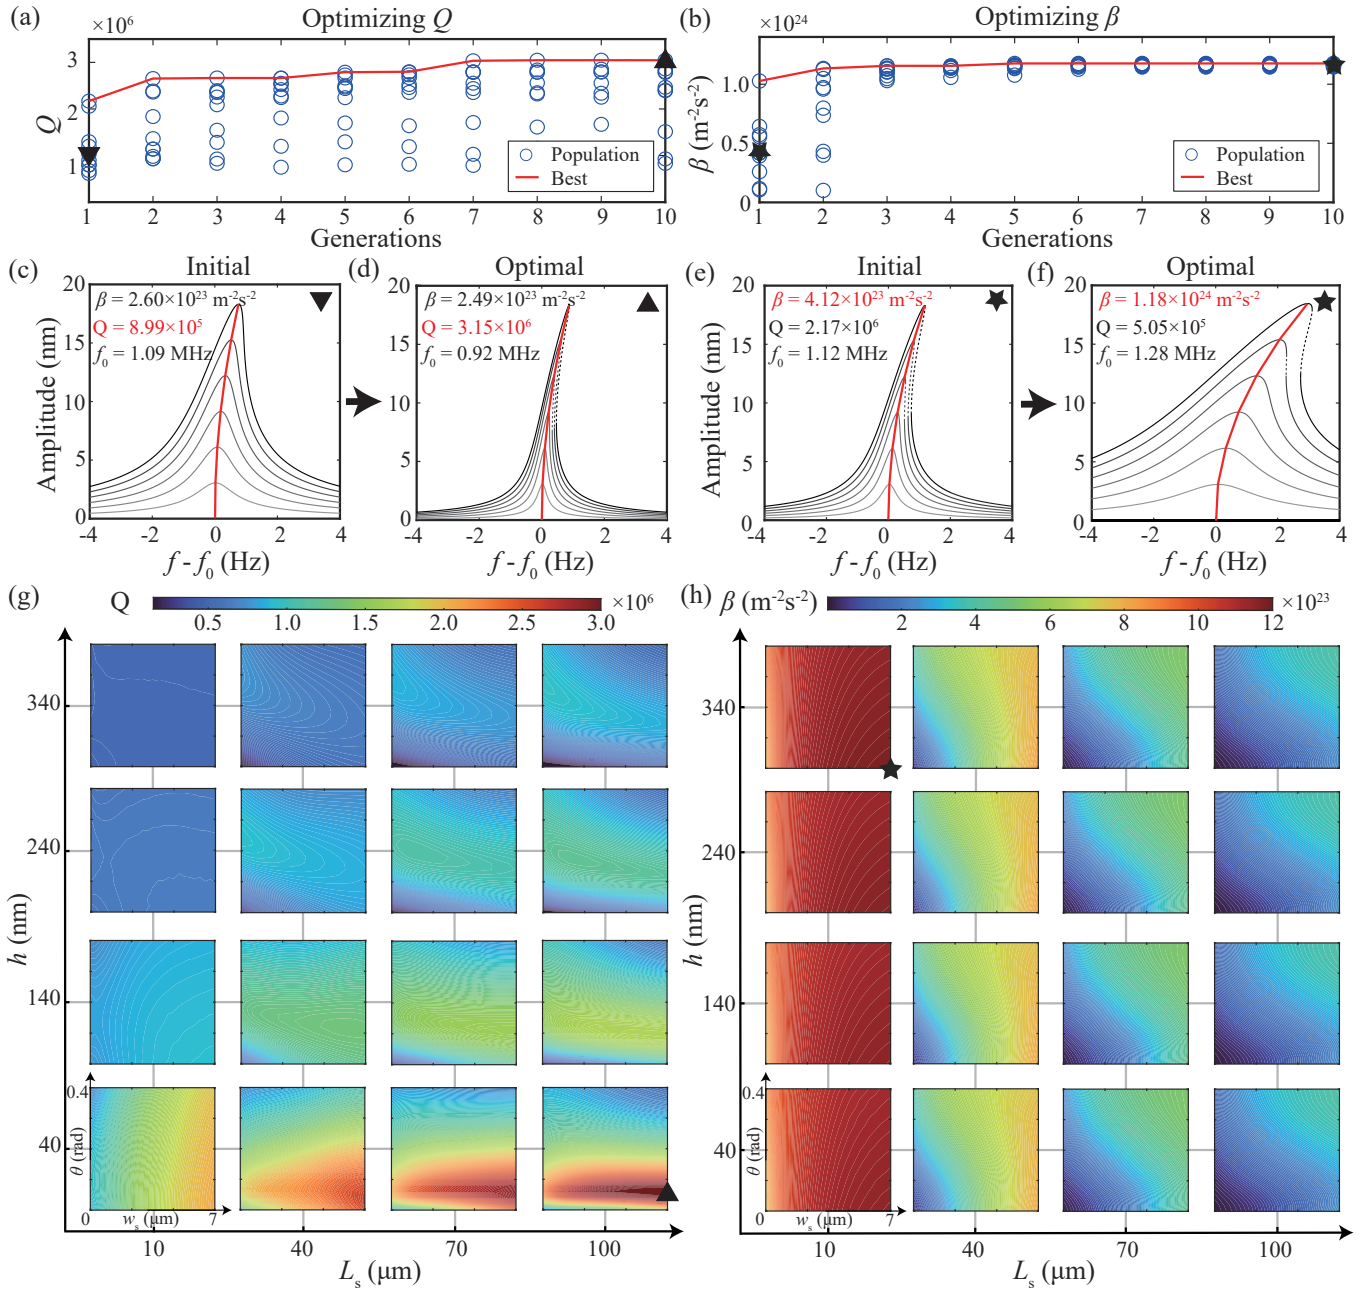 (a)
Optimizing Q
×10⁶
3
2
1
Q
Population
Best
1 2 3 4 5 6 7 8 9 10
Generations
(b)
Optimizing β
×10²⁴
1.0
0.5
0
β (m⁻²s⁻²)
Population
Best
1 2 3 4 5 6 7 8 9 10
Generations
(c)
Initial
β = 2.60×10²³ m⁻²s⁻²
Q = 8.99×10⁵
f₀ = 1.09 MHz
20
15
10
5
0
Amplitude (nm)
-4 -2 0 2 4
f - f₀ (Hz)
(d)
Optimal
β = 2.49×10²³ m⁻²s⁻²
Q = 3.15×10⁶
f₀ = 0.92 MHz
20
15
10
5
0
-4 -2 0 2 4
f - f₀ (Hz)
(e)
Initial
β = 4.12×10²³ m⁻²s⁻²
Q = 2.17×10⁶
f₀ = 1.12 MHz
20
15
10
5
0
Amplitude (nm)
-4 -2 0 2 4
f - f₀ (Hz)
(f)
Optimal
β = 1.18×10²⁴ m⁻²s⁻²
Q = 5.05×10⁵
f₀ = 1.28 MHz
20
15
10
5
0
-4 -2 0 2 4
f - f₀ (Hz)
(g)
Q
×10⁶
0.5 1.0 1.5 2.0 2.5 3.0
340
240
140
40
h (nm)
0.4
θ (rad)
0 wₛ (μm) 7
10 40 70 100
Lₛ (μm)
(h)
β (m⁻²s⁻²)
×10²³
2 4 6 8 10 12
340
240
140
40
h (nm)
0.4
θ (rad)
0 wₛ (μm) 7
10 40 70 100
Lₛ (μm)